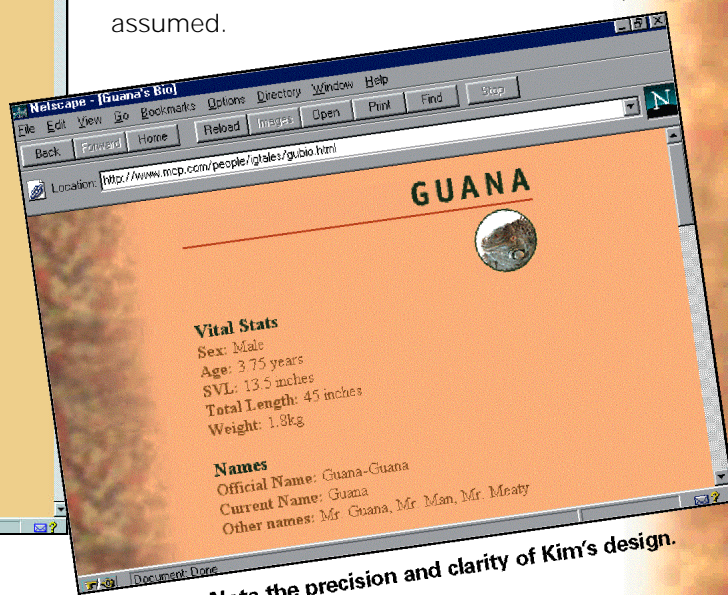 assumed.
Netscape - [Guana's Bio]
File Edit View Go Bookmarks Options Directory Window Help
Back Forward Home Reload Images Open Print Find Stop
Location: http://www.mcp.com/people/igtales/gubio.html
N
GUANA
Vital Stats
Sex: Male
Age: 3.75 years
SVL: 13.5 inches
Total Length: 45 inches
Weight: 1.8kg
Names
Official Name: Guana-Guana
Current Name: Guana
Other names: Mr. Guana, Mr. Man, Mr. Meaty
Document: Done
Note the precision and clarity of Kim's design.